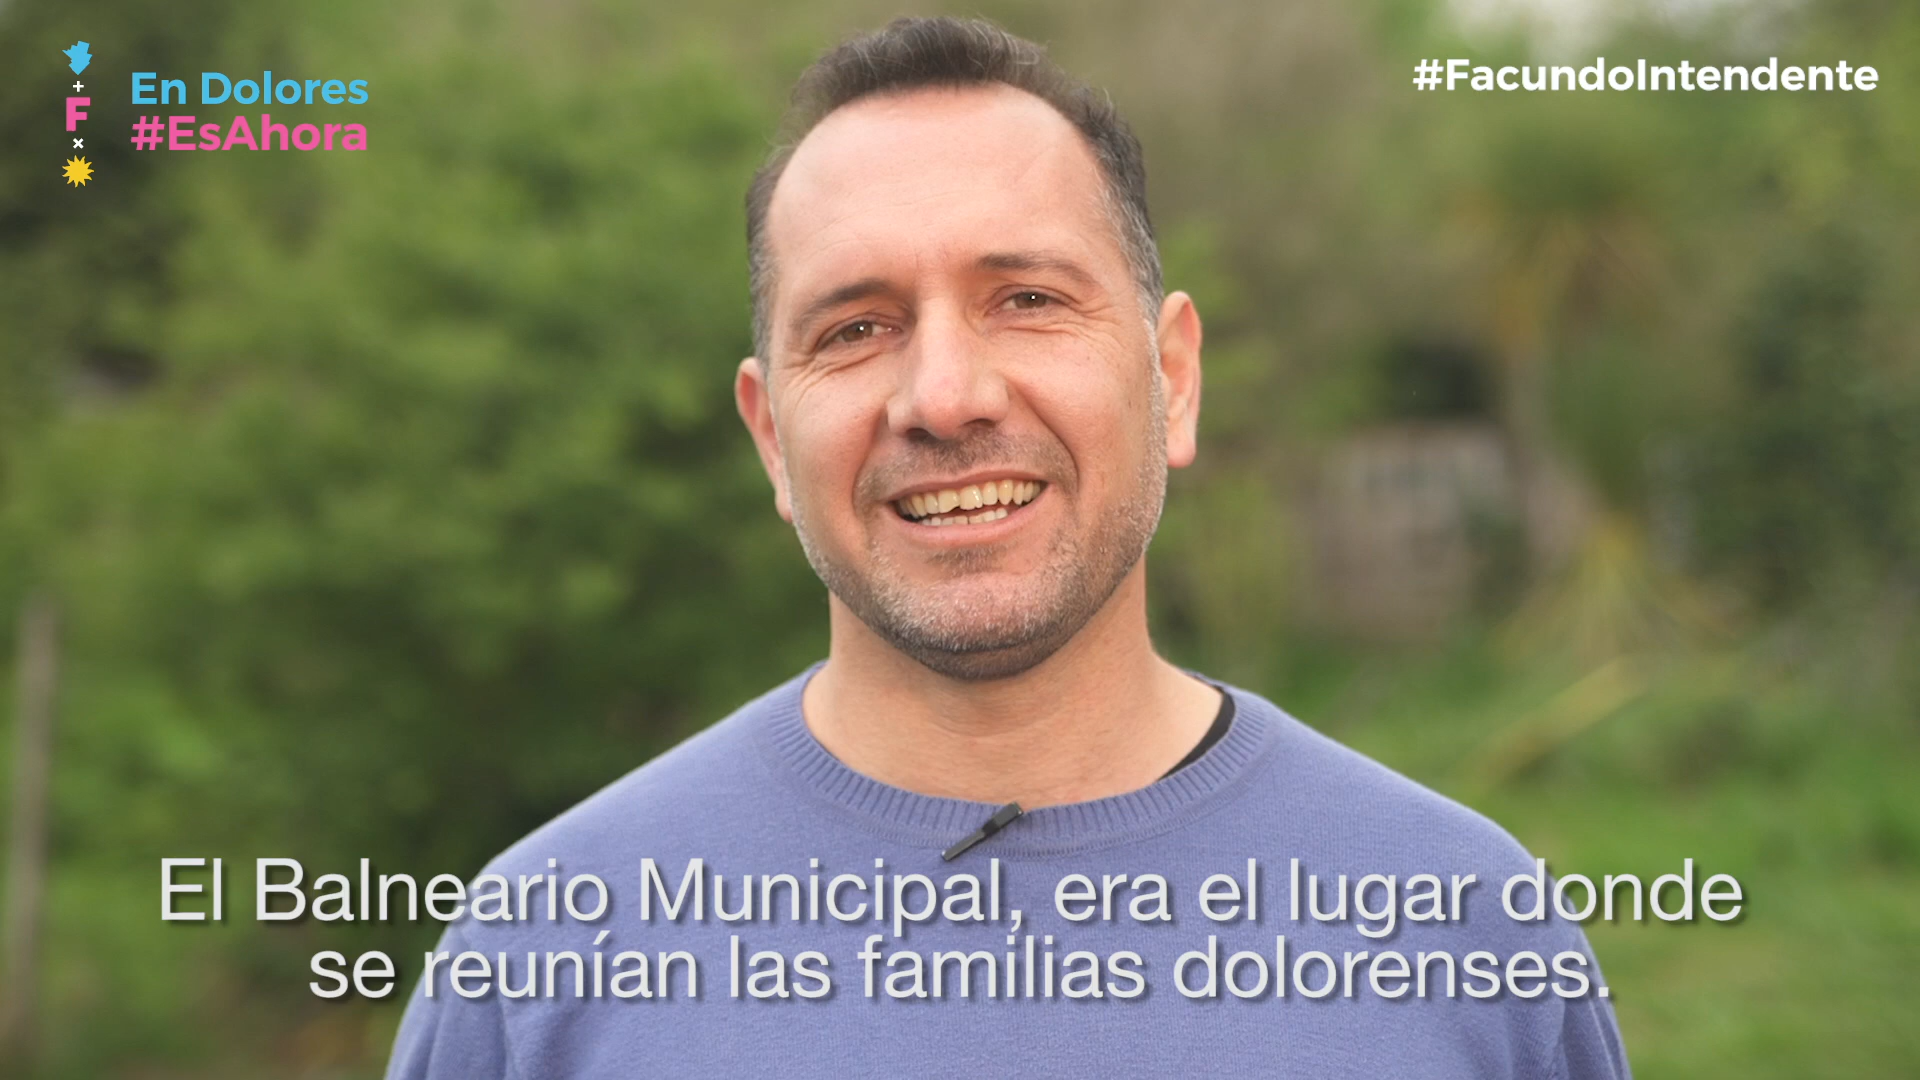 +
F
x
En Dolores
#EsAhora
#FacundoIntendente
El Balneario Municipal, era el lugar donde
se reunían las familias dolorenses.